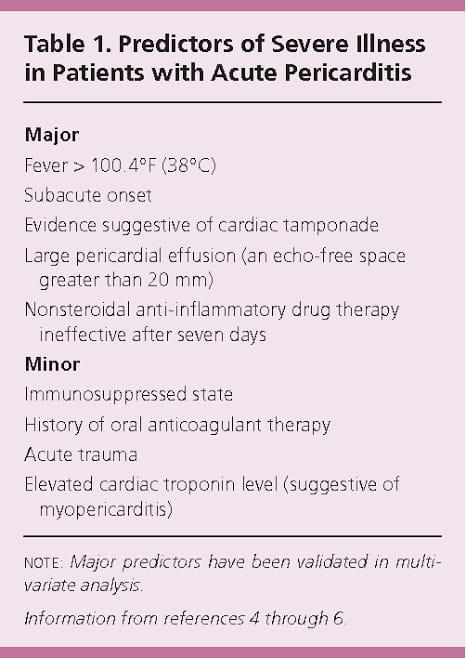 Table 1. Predictors of Severe Illness
in Patients with Acute Pericarditis
Major
Fever > 100.4°F (38°C)
Subacute onset
Evidence suggestive of cardiac tamponade
Large pericardial effusion (an echo-free space
greater than 20 mm)
Nonsteroidal anti-inflammatory drug therapy
ineffective after seven days
Minor
Immunosuppressed state
History of oral anticoagulant therapy
Acute trauma
Elevated cardiac troponin level (suggestive of
myopericarditis)
NOTE: Major predictors have been validated in multi-
variate analysis.
Information from references 4 through 6.